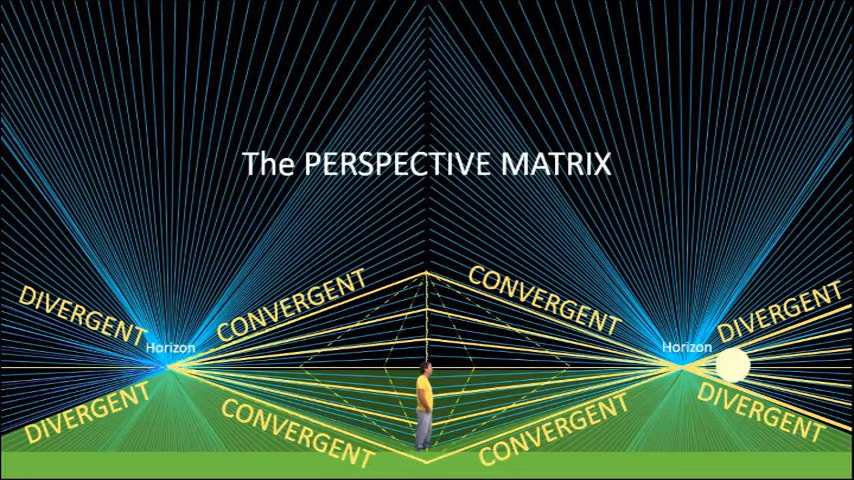 The PERSPECTIVE MATRIX
DIVERGENT
CONVERGENT
CONVERGENT
DIVERGENT
Horizon
Horizon
DIVERGENT
CONVERGENT
CONVERGENT
DIVERGENT